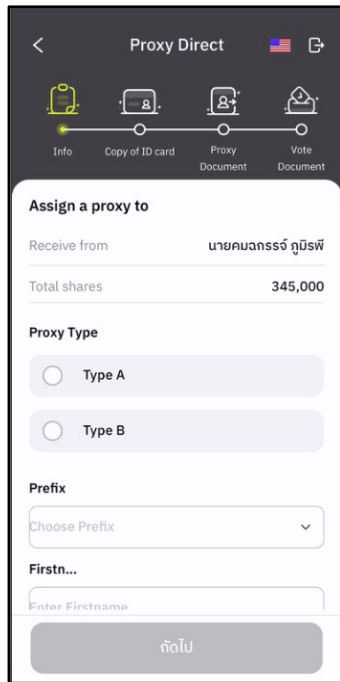 Proxy Direct
Info
Copy of ID card
Proxy
Document
Vote
Document
Assign a proxy to
Receive from นายคมฉกรรจ์ ภูมิรพี
Total shares 345,000
Proxy Type
Type A
Type B
Prefix
Choose Prefix
Firstn...
Enter Firstname
ถัดไป